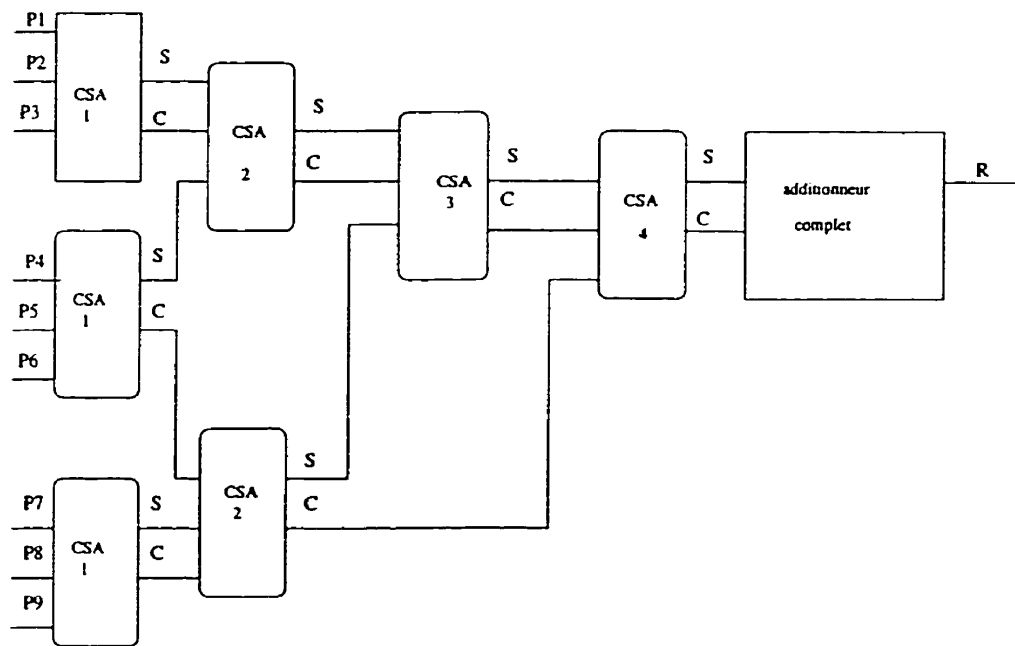 P1
P2
P3
CSA
1
S
C
CSA
2
S
C
CSA
3
S
C
CSA
4
S
C
additionneur
complet
R
P4
P5
P6
CSA
1
S
C
P7
P8
P9
CSA
1
S
C
CSA
2
S
C